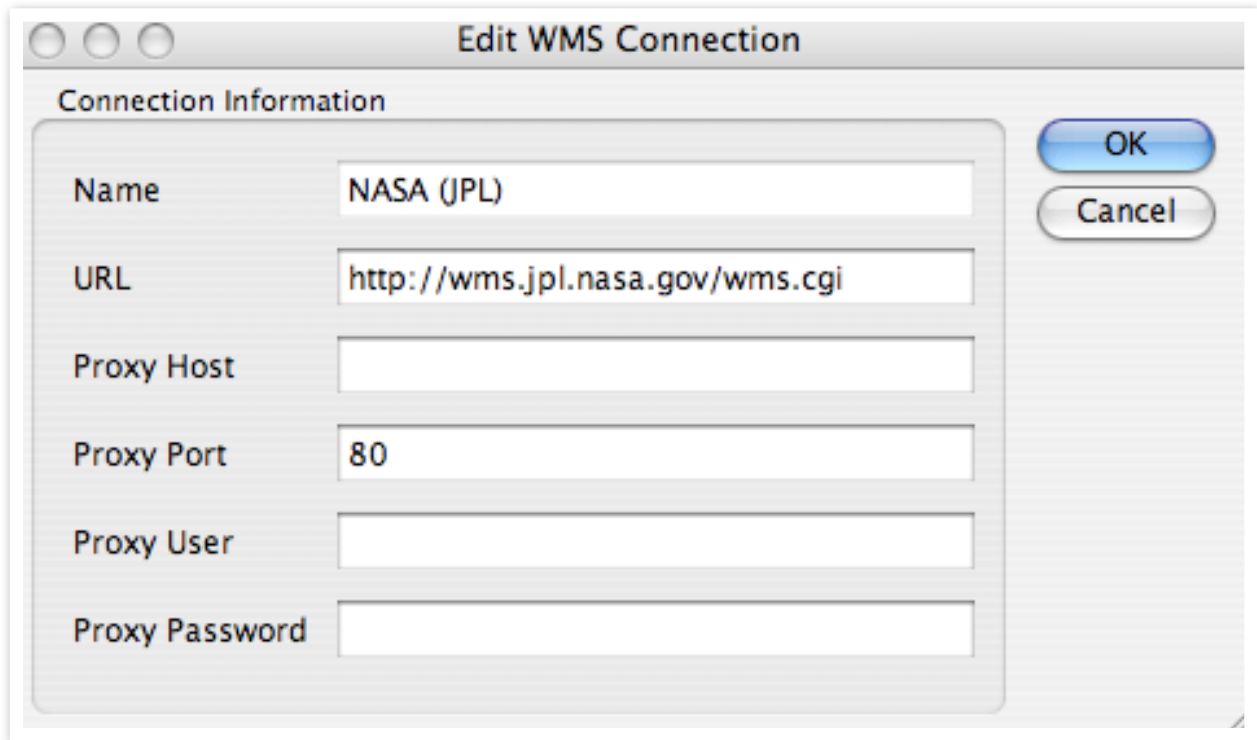 Edit WMS Connection
Connection Information
Name NASA (JPL)
URL http://wms.jpl.nasa.gov/wms.cgi
Proxy Host
Proxy Port 80
Proxy User
Proxy Password
OK
Cancel